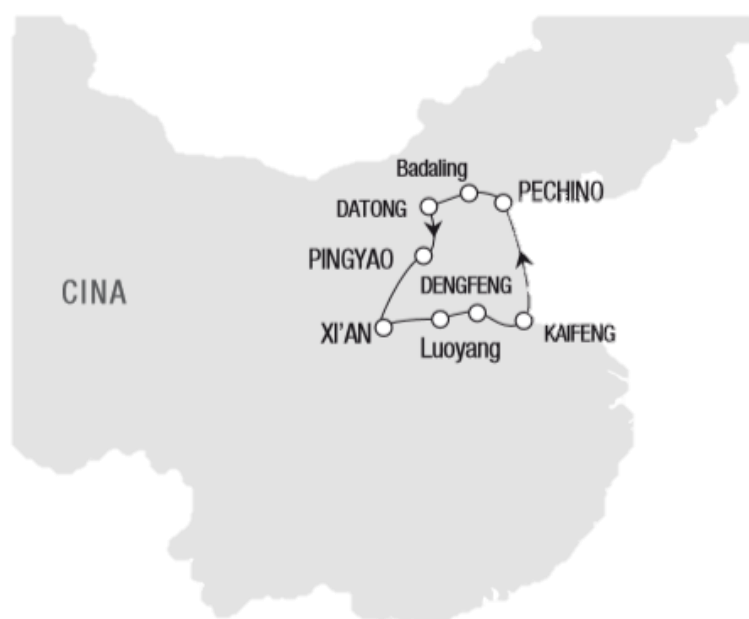 Badaling
PECHINO
DATONG
PINGYAO
DENGFENG
CINA
XI'AN
KAIFENG
Luoyang